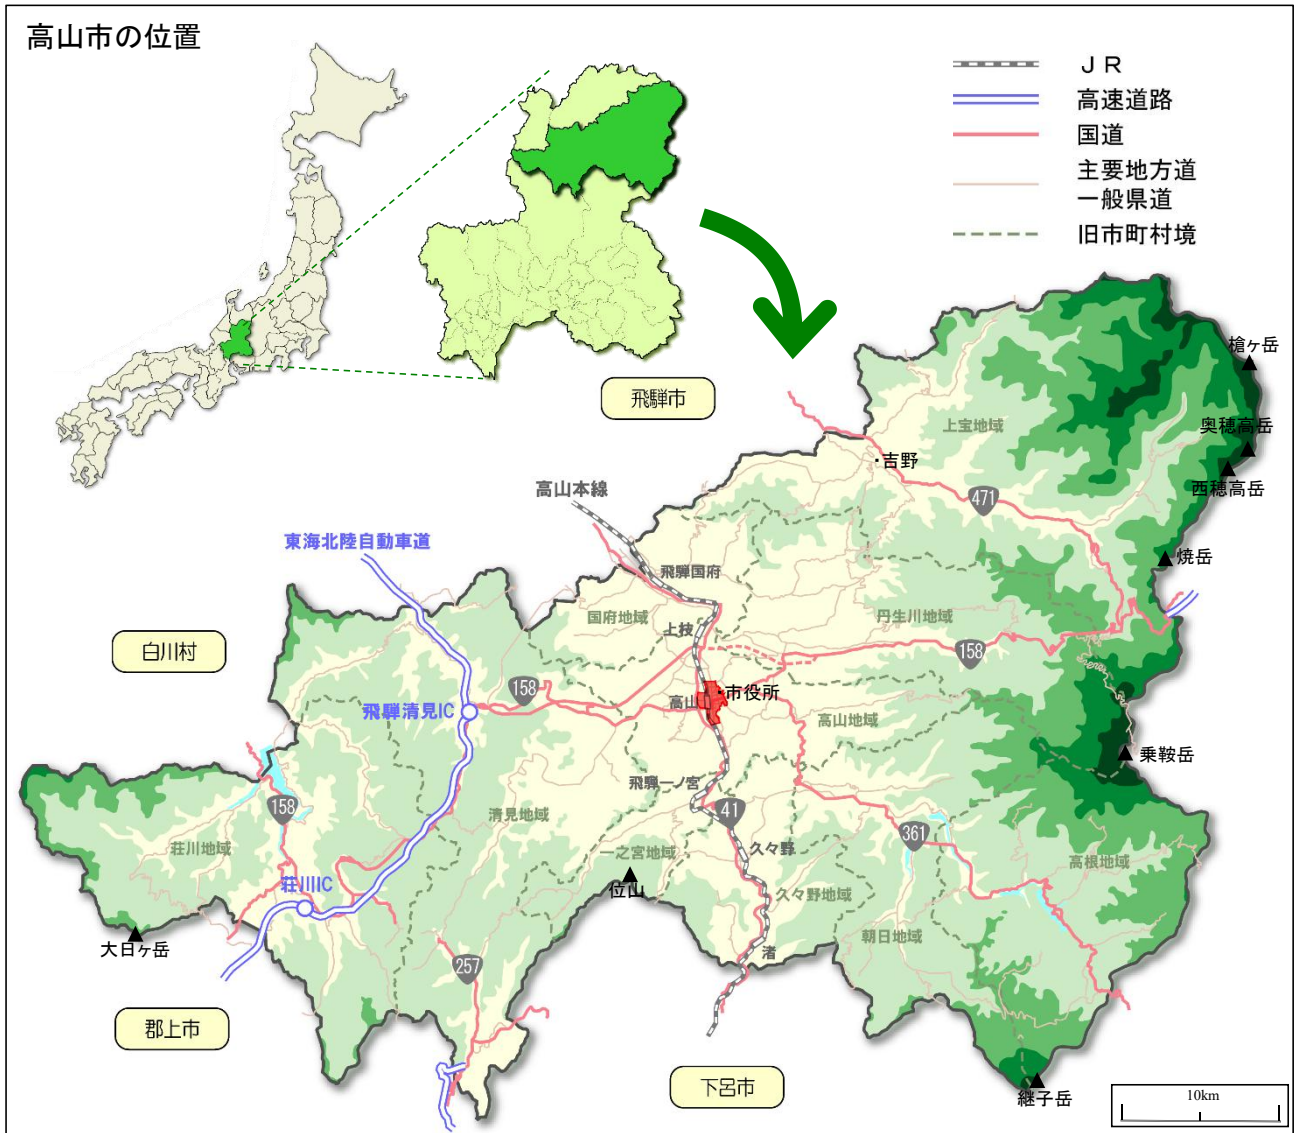 高山市の位置
ＪＲ
高速道路
国道
主要地方道
一般県道
旧市町村境
飛騨市
槍ヶ岳
奥穂高岳
西穂高岳
上宝地域
・吉野
471
高山本線
東海北陸自動車道
焼岳
飛騨国府
国府地域
上枝
丹生川地域
158
白川村
158
飛騨清見IC
高山
市役所
高山地域
乗鞍岳
飛騨一ノ宮
158
清見地域
41
361
荘川地域
一之宮地域
久々野
高根地域
荘川IC
位山
久々野地域
朝日地域
大日ヶ岳
渚
257
郡上市
下呂市
継子岳
10km